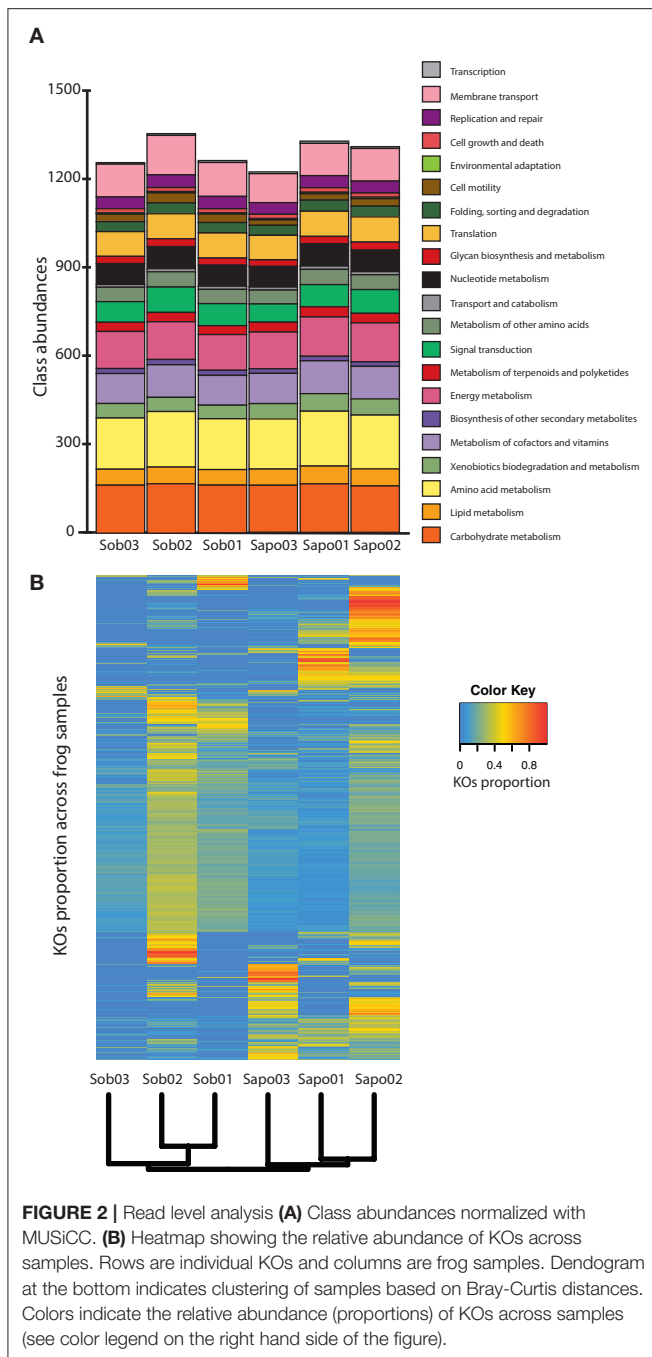 A
1500
1200
900
600
300
0
Class abundances
Sob03 Sob02 Sob01 Sapo03 Sapo01 Sapo02
Transcription
Membrane transport
Replication and repair
Cell growth and death
Environmental adaptation
Cell motility
Folding, sorting and degradation
Translation
Glycan biosynthesis and metabolism
Nucleotide metabolism
Transport and catabolism
Metabolism of other amino acids
Signal transduction
Metabolism of terpenoids and polyketides
Energy metabolism
Biosynthesis of other secondary metabolites
Metabolism of cofactors and vitamins
Xenobiotics biodegradation and metabolism
Amino acid metabolism
Lipid metabolism
Carbohydrate metabolism
B
KOs proportion across frog samples
Color Key
0 0.4 0.8
KOs proportion
Sob03 Sob02 Sob01 Sapo03 Sapo01 Sapo02
FIGURE 2 | Read level analysis (A) Class abundances normalized with
MUSiCC. (B) Heatmap showing the relative abundance of KOs across
samples. Rows are individual KOs and columns are frog samples. Dendogram
at the bottom indicates clustering of samples based on Bray-Curtis distances.
Colors indicate the relative abundance (proportions) of KOs across samples
(see color legend on the right hand side of the figure).